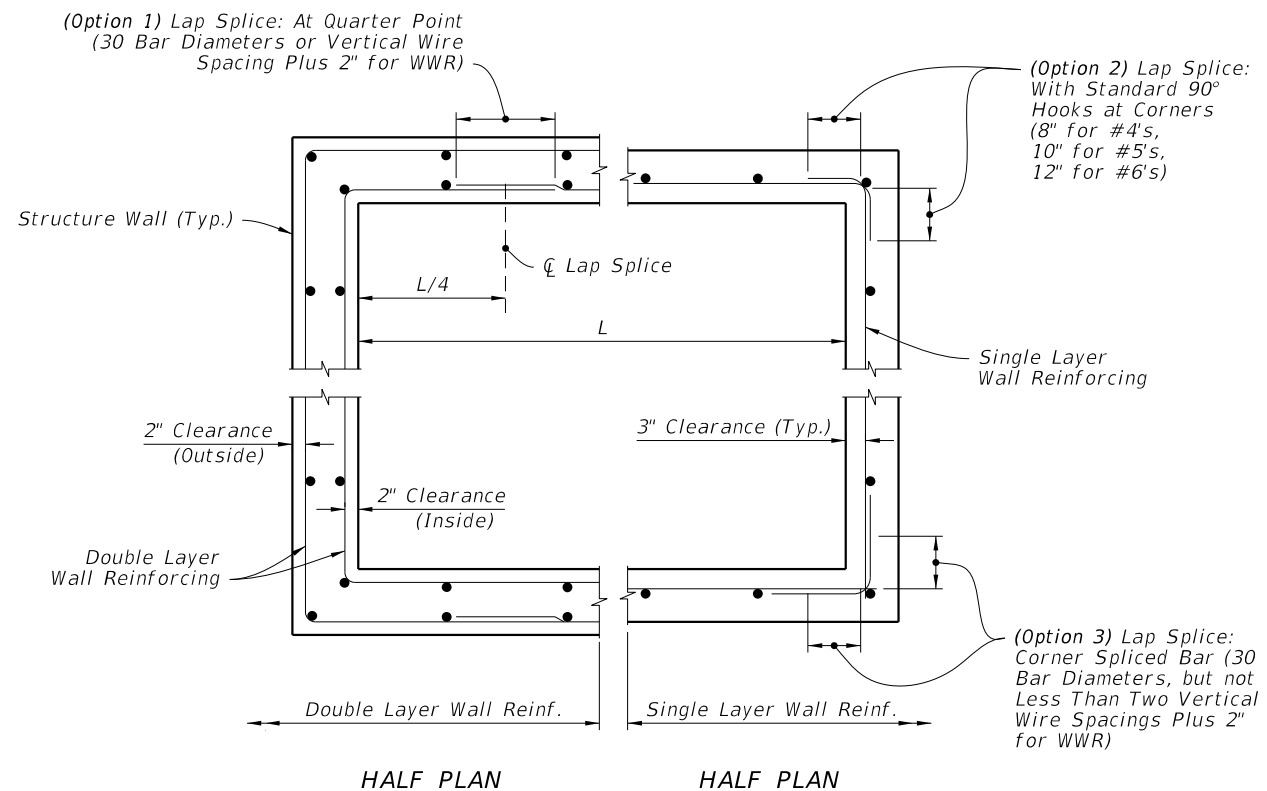 (Option 1) Lap Splice: At Quarter Point
(30 Bar Diameters or Vertical Wire
Spacing Plus 2" for WWR)
(Option 2) Lap Splice:
With Standard 90°
Hooks at Corners
(8" for #4's,
10" for #5's,
12" for #6's)
Structure Wall (Typ.)
℄ Lap Splice
L/4
L
Single Layer
Wall Reinforcing
2" Clearance
(Outside)
3" Clearance (Typ.)
2" Clearance
(Inside)
Double Layer
Wall Reinforcing
(Option 3) Lap Splice:
Corner Spliced Bar (30
Bar Diameters, but not
Less Than Two Vertical
Wire Spacings Plus 2"
for WWR)
Double Layer Wall Reinf.
Single Layer Wall Reinf.
HALF PLAN
HALF PLAN